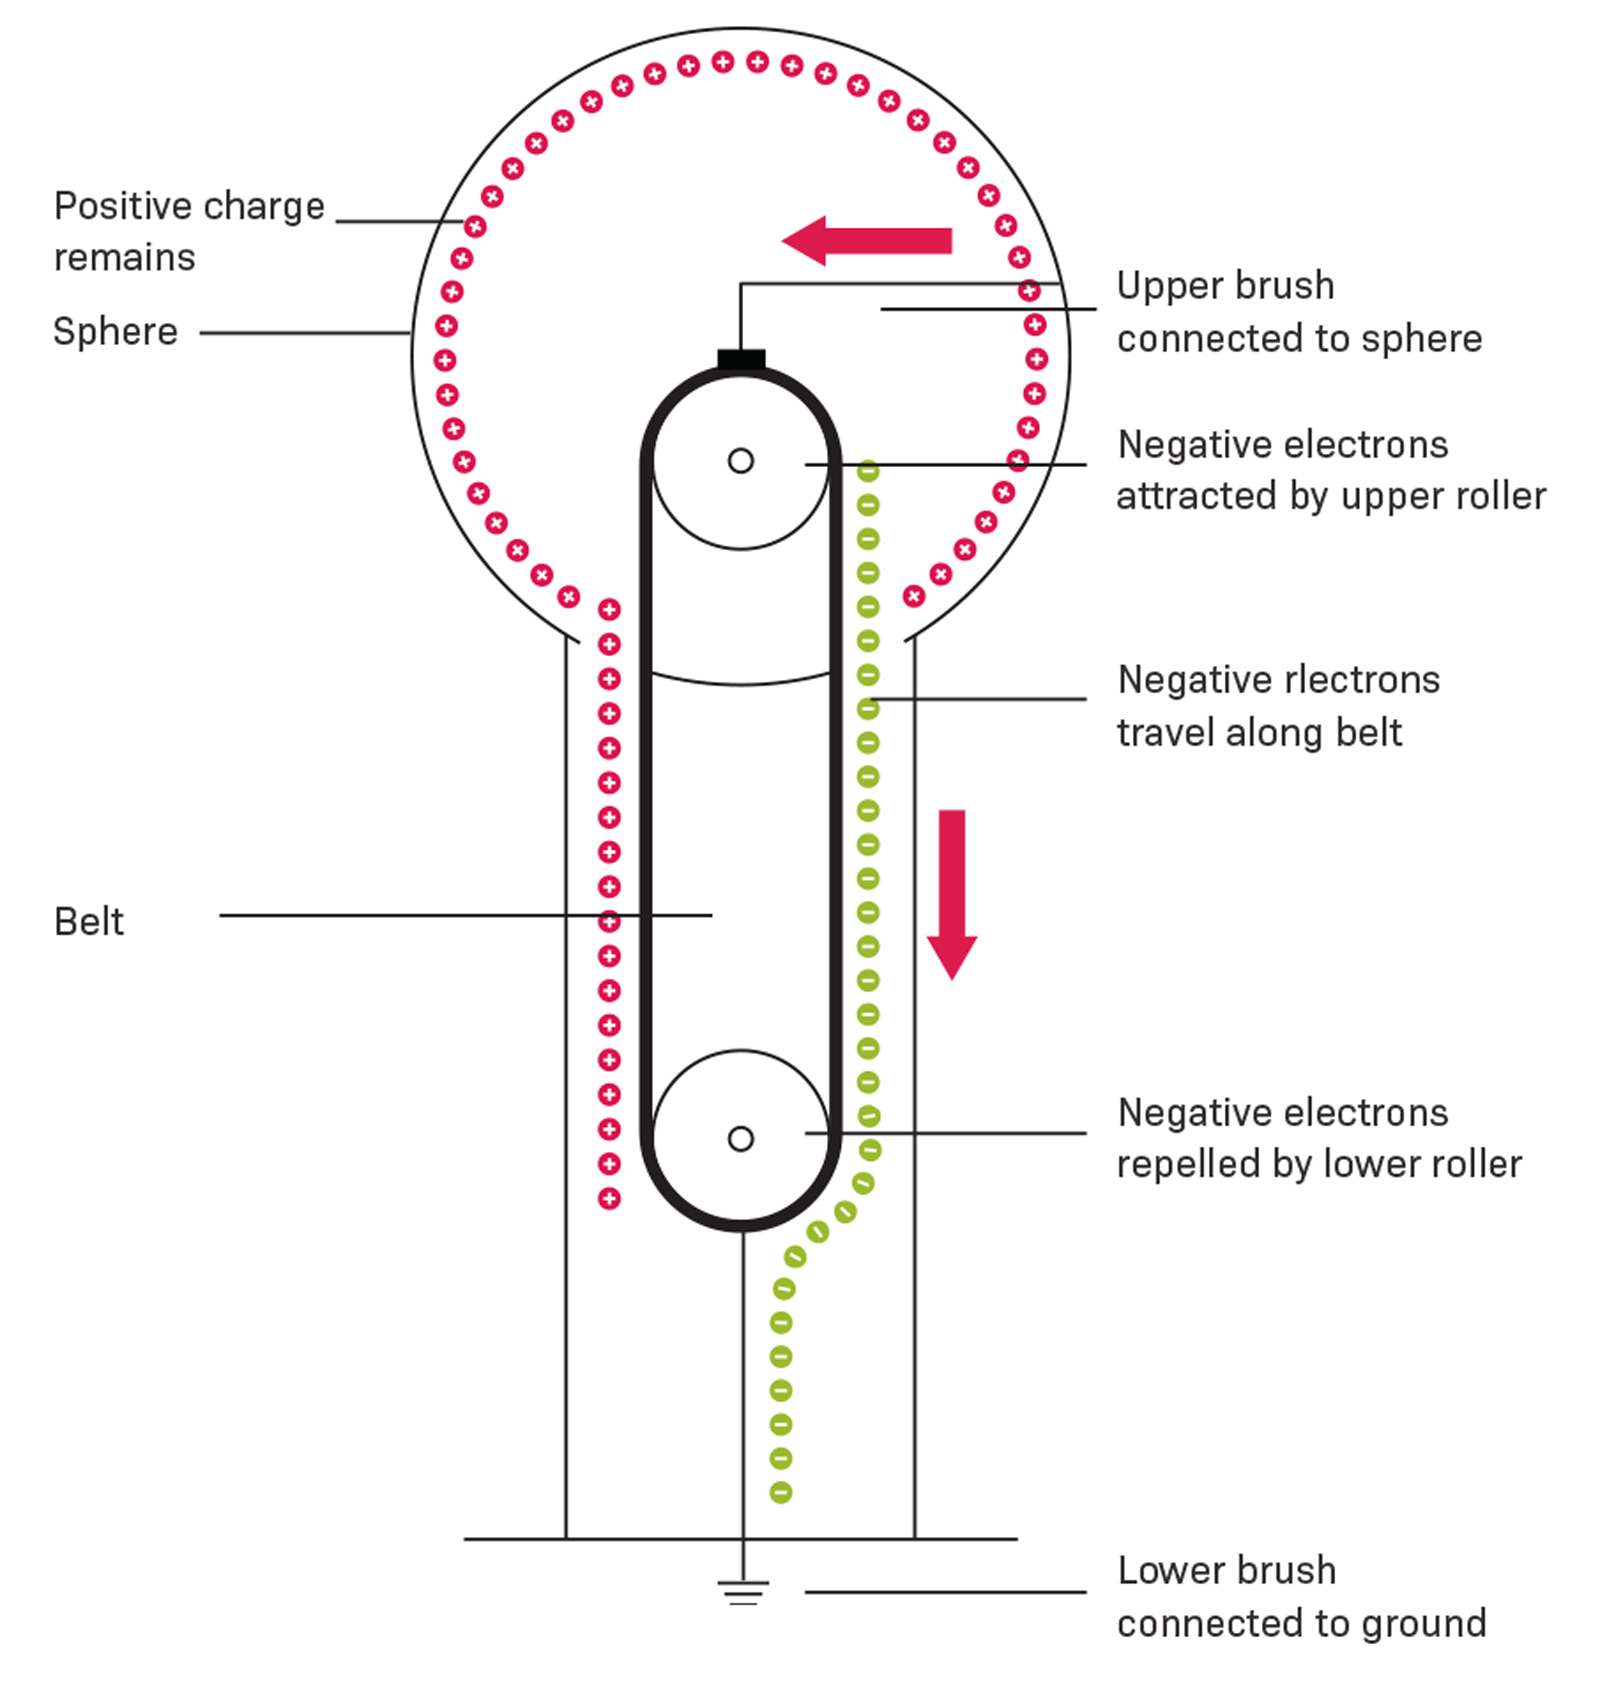 Positive charge
remains
Sphere
Belt
Upper brush
connected to sphere
Negative electrons
attracted by upper roller
Negative rlectrons
travel along belt
Negative electrons
repelled by lower roller
Lower brush
connected to ground